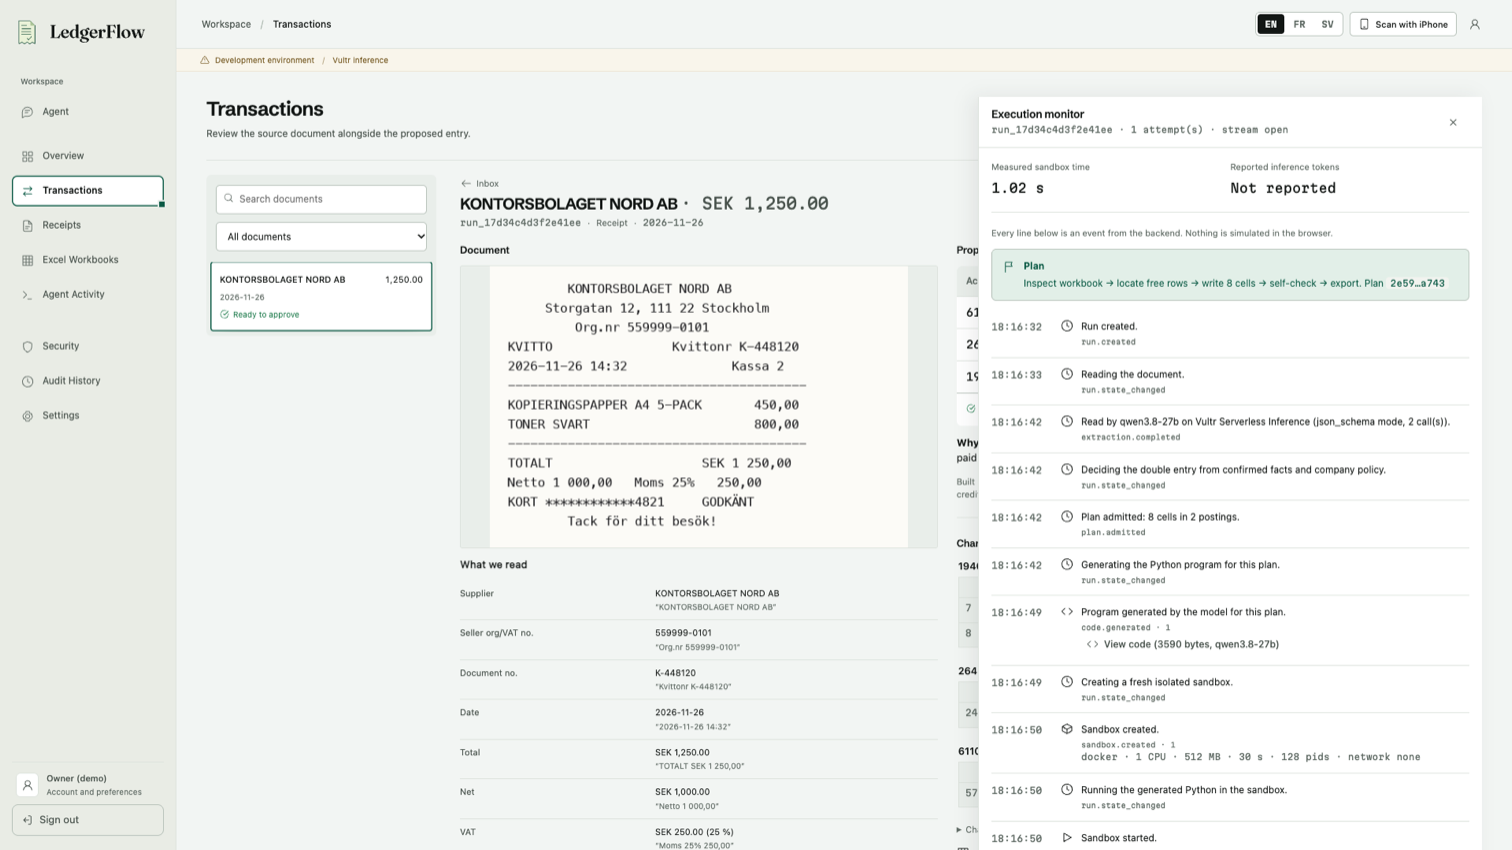 LedgerFlow
Workspace
Agent
Overview
Transactions
Receipts
Excel Workbooks
Agent Activity
Security
Audit History
Settings
Owner (demo)
Account and preferences
Sign out
Workspace / Transactions
EN FR SV
Scan with iPhone
Development environment / Vultr inference
Transactions
Review the source document alongside the proposed entry.
Search documents
All documents
KONTORSBOLAGET NORD AB 1,250.00
2026-11-26
Ready to approve
← Inbox
KONTORSBOLAGET NORD AB · SEK 1,250.00
run_17d34c4d3f2e41ee · Receipt · 2026-11-26
Document
KONTORSBOLAGET NORD AB
Storgatan 12, 111 22 Stockholm
Org.nr 559999-0101
KVITTO Kvittonr K-448120
2026-11-26 14:32 Kassa 2
----------------------------------------
KOPIERINGSPAPPER A4 5-PACK 450,00
TONER SVART 800,00
----------------------------------------
TOTALT SEK 1 250,00
Netto 1 000,00 Moms 25% 250,00
KORT ************4821 GODKÄNT
Tack för ditt besök!
What we read
Supplier KONTORSBOLAGET NORD AB
"KONTORSBOLAGET NORD AB"
Seller org/VAT no. 559999-0101
"Org.nr 559999-0101"
Document no. K-448120
"Kvittonr K-448120"
Date 2026-11-26
"2026-11-26 14:32"
Total SEK 1,250.00
"TOTALT SEK 1 250,00"
Net SEK 1,000.00
"Netto 1 000,00"
VAT SEK 250.00 (25 %)
"Moms 25% 250,00"
Prop
Ac
61
26
19
Why
paid
Built
credi
Char
1940
7
8
264
24
6110
57
Ch
Execution monitor
run_17d34c4d3f2e41ee · 1 attempt(s) · stream open
Measured sandbox time
1.02 s
Reported inference tokens
Not reported
Every line below is an event from the backend. Nothing is simulated in the browser.
Plan
Inspect workbook → locate free rows → write 8 cells → self-check → export. Plan 2e59…a743
18:16:32 Run created.
run.created
18:16:33 Reading the document.
run.state_changed
18:16:42 Read by qwen3.8-27b on Vultr Serverless Inference (json_schema mode, 2 call(s)).
extraction.completed
18:16:42 Deciding the double entry from confirmed facts and company policy.
run.state_changed
18:16:42 Plan admitted: 8 cells in 2 postings.
plan.admitted
18:16:42 Generating the Python program for this plan.
run.state_changed
18:16:49 Program generated by the model for this plan.
code.generated · 1
View code (3590 bytes, qwen3.8-27b)
18:16:49 Creating a fresh isolated sandbox.
run.state_changed
18:16:50 Sandbox created.
sandbox.created · 1
docker · 1 CPU · 512 MB · 30 s · 128 pids · network none
18:16:50 Running the generated Python in the sandbox.
run.state_changed
18:16:50 Sandbox started.